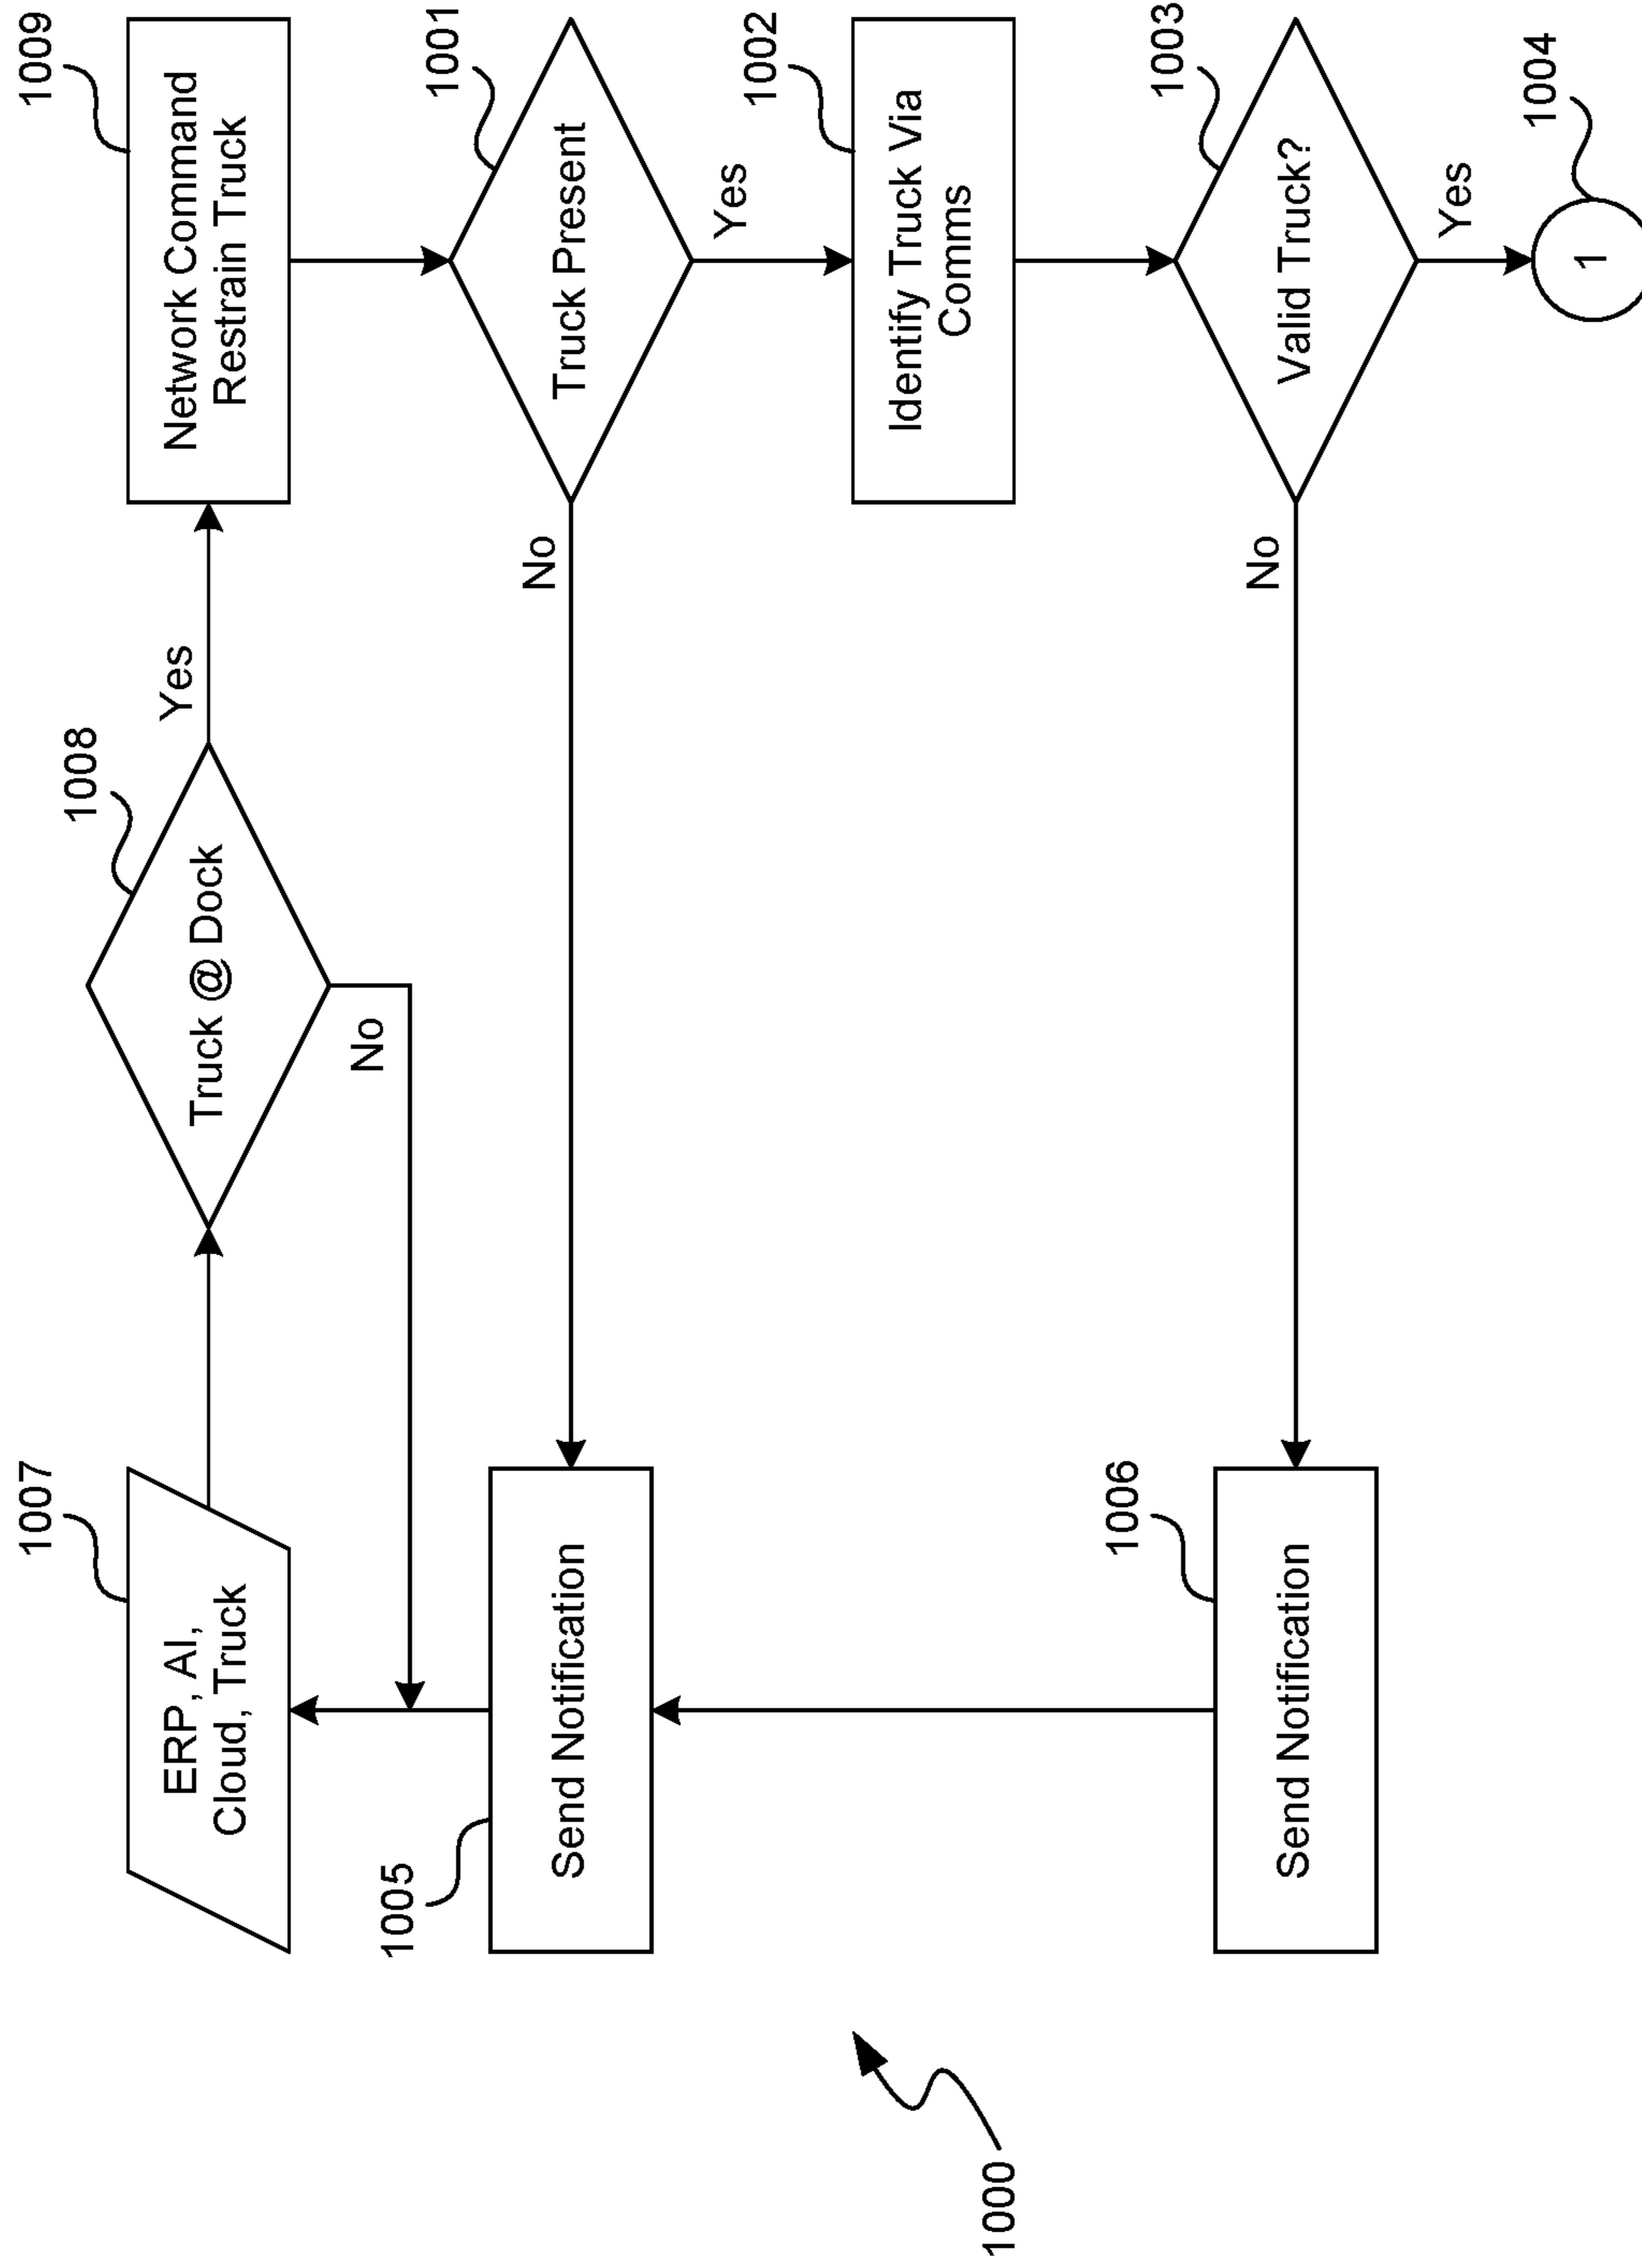 1007
ERP, AI,
Cloud, Truck
1008
Truck @ Dock
Yes
No
1009
Network Command
Restrain Truck
1005
Send Notification
No
1001
Truck Present
Yes
1002
Identify Truck Via
Comms
1000
1006
Send Notification
No
1003
Valid Truck?
Yes
1004
1